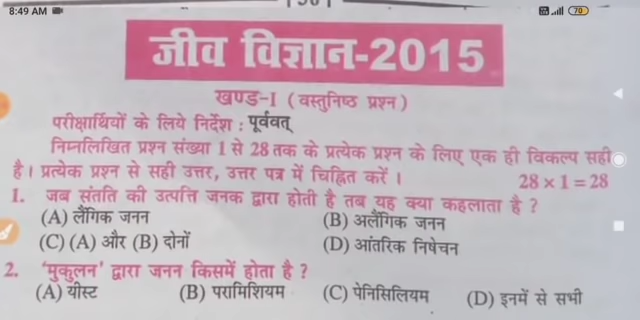 8:49 AM
70
जीव विज्ञान-2015
खण्ड-I (वस्तुनिष्ठ प्रश्न)
परीक्षार्थियों के लिये निर्देश : पूर्ववत्
निम्नलिखित प्रश्न संख्या 1 से 28 तक के प्रत्येक प्रश्न के लिए एक ही विकल्प सही
है। प्रत्येक प्रश्न से सही उत्तर, उत्तर पत्र में चिह्नित करें । 28 × 1 = 28
1. जब संतति की उत्पत्ति जनक द्वारा होती है तब यह क्या कहलाता है ?
(A) लैंगिक जनन (B) अलैंगिक जनन
(C) (A) और (B) दोनों (D) आंतरिक निषेचन
2. 'मुकुलन' द्वारा जनन किसमें होता है ?
(A) यीस्ट (B) परामिशियम (C) पेनिसिलियम (D) इनमें से सभी